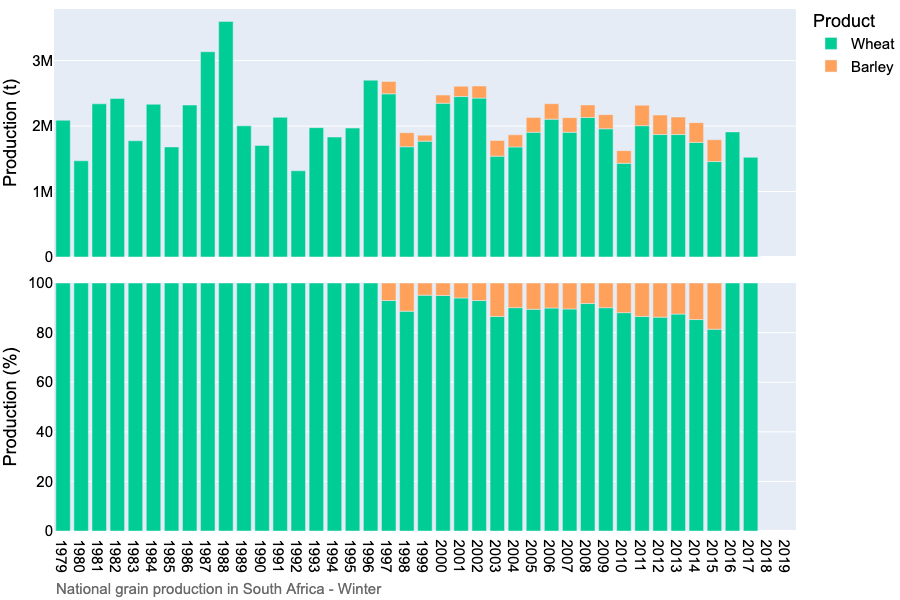 Product
Wheat
Barley
Production (t)
3M
2M
1M
0
Production (%)
100
80
60
40
20
0
1979 1980 1981 1982 1983 1984 1985 1986 1987 1988 1989 1990 1991 1992 1993 1994 1995 1996 1997 1998 1999 2000 2001 2002 2003 2004 2005 2006 2007 2008 2009 2010 2011 2012 2013 2014 2015 2016 2017 2018 2019
National grain production in South Africa - Winter